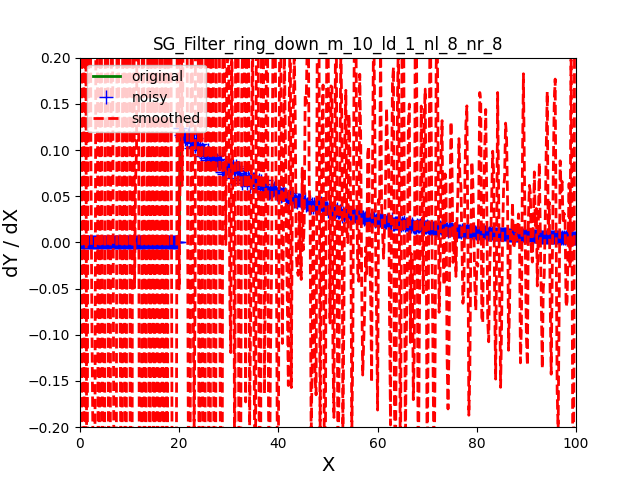 SG_Filter_ring_down_m_10_ld_1_nl_8_nr_8
original
noisy
smoothed
dY / dX
0.20
0.15
0.10
0.05
0.00
−0.05
−0.10
−0.15
−0.20
0 20 40 60 80 100
X